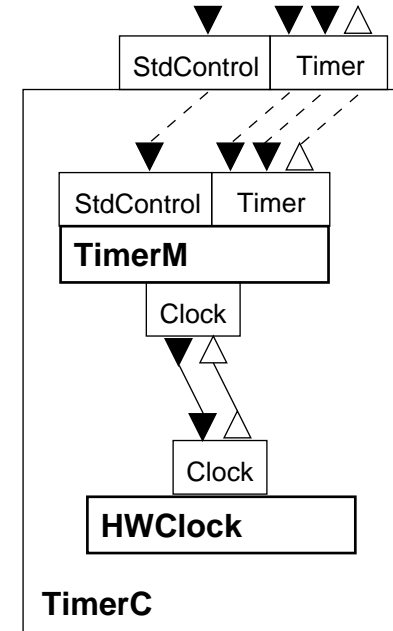 StdControl Timer
StdControl Timer
TimerM
Clock
Clock
HWClock
TimerC